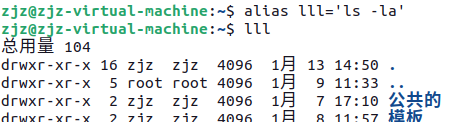 zjz@zjz-virtual-machine:~$ alias lll='ls -la'
zjz@zjz-virtual-machine:~$ lll
总用量 104
drwxr-xr-x 16 zjz  zjz  4096  1月 13 14:50 .
drwxr-xr-x  5 root root 4096  1月  9 11:33 ..
drwxr-xr-x  2 zjz  zjz  4096  1月  7 17:10 公共的
drwxr-xr-x  2 zjz  zjz  4096  1月  8 11:57 模板